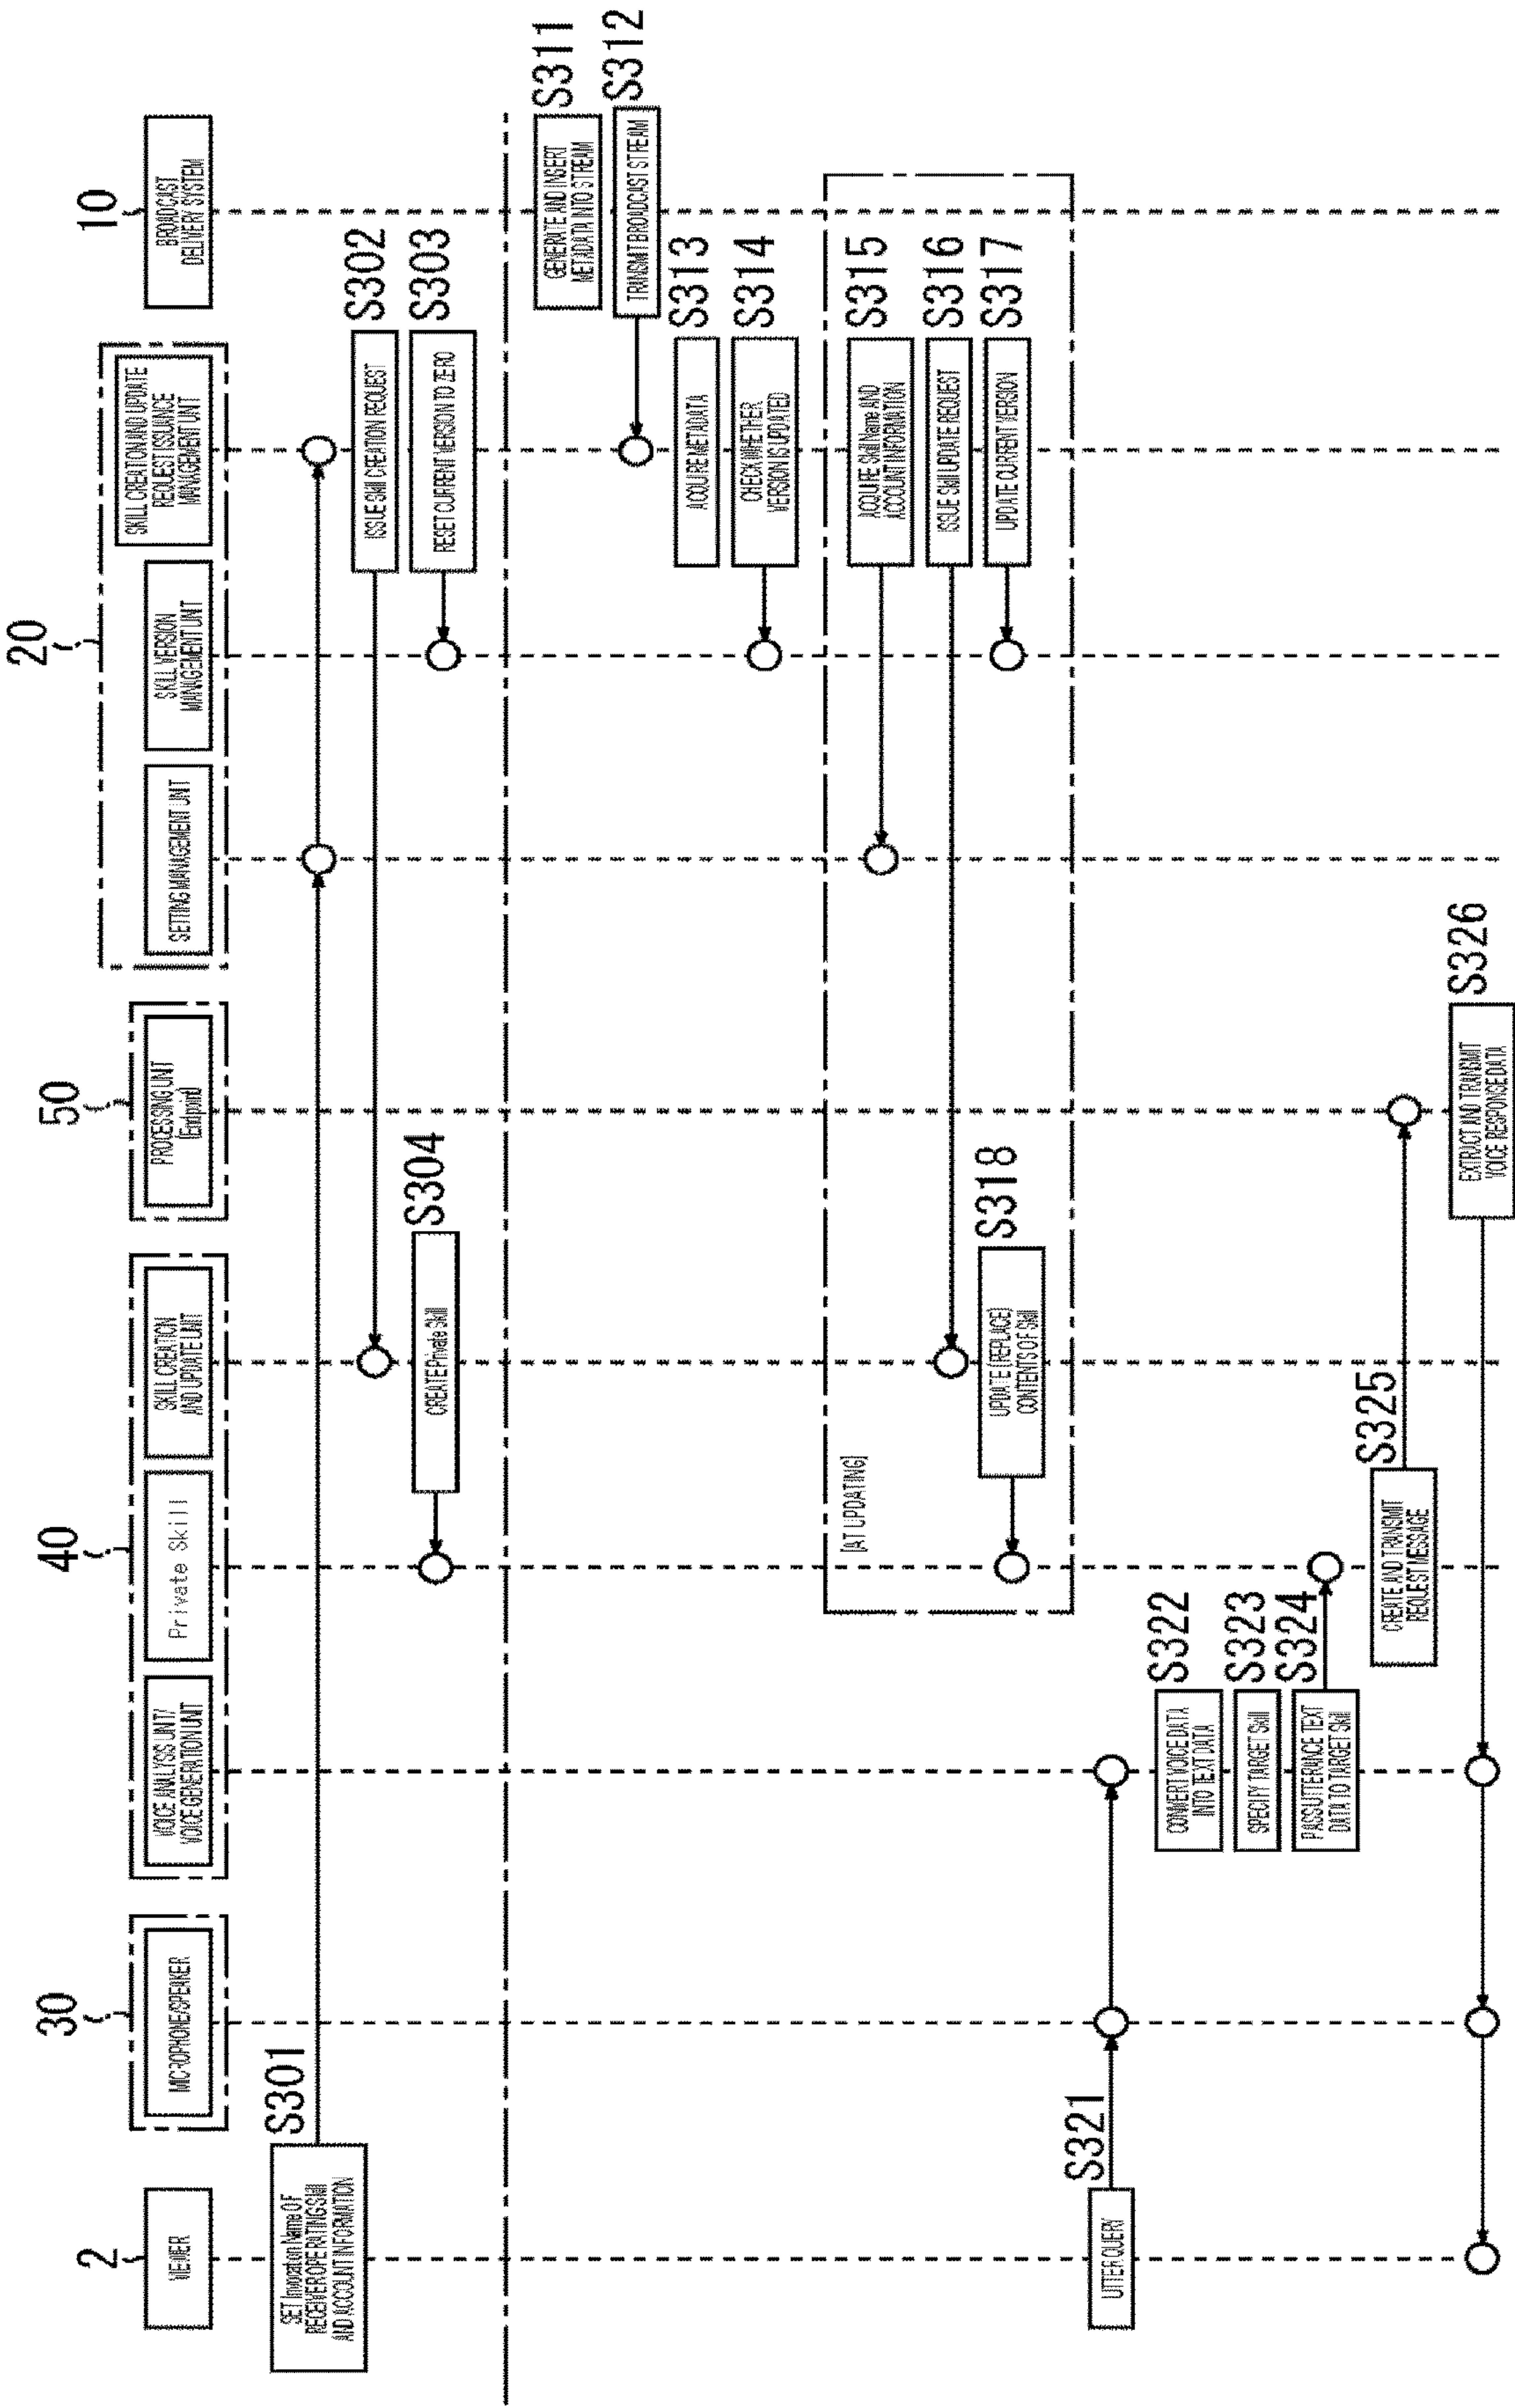 2
VIEWER
30
MICROPHONE/SPEAKER
40
VOICE ANALYSIS UNIT/
VOICE GENERATION UNIT
Private Skill
SKILL CREATION
AND UPDATE UNIT
50
PROCESSING UNIT
(Endpoint)
20
SETTING MANAGEMENT UNIT
SKILL VERSION
MANAGEMENT UNIT
SKILL CREATION AND UPDATE
REQUEST ISSUANCE
MANAGEMENT UNIT
10
BROADCAST
DELIVERY SYSTEM
S301
SET Invocation Name OF
RECEIVER OPERATING Skill
AND ACCOUNT INFORMATION
S302
ISSUE Skill CREATION REQUEST
S303
RESET CURRENT VERSION TO ZERO
S304
CREATE Private Skill
S311
GENERATE AND INSERT
METADATA INTO STREAM
S312
TRANSMIT BROADCAST STREAM
S313
ACQUIRE METADATA
S314
CHECK WHETHER
VERSION IS UPDATED
[AT UPDATING]
S315
ACQUIRE Skill Name AND
ACCOUNT INFORMATION
S316
ISSUE Skill UPDATE REQUEST
S317
UPDATE CURRENT VERSION
S318
UPDATE (REPLACE)
CONTENTS OF Skill
S321
UTTER QUERY
S322
CONVERT VOICE DATA
INTO TEXT DATA
S323
SPECIFY TARGET Skill
S324
PASS UTTERANCE TEXT
DATA TO TARGET Skill
S325
CREATE AND TRANSMIT
REQUEST MESSAGE
S326
EXTRACT AND TRANSMIT
VOICE RESPONSE DATA